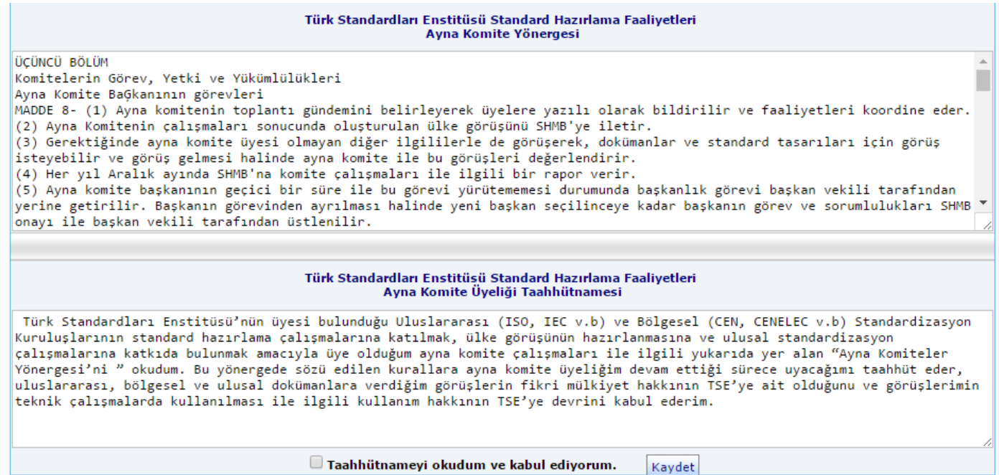 Türk Standardları Enstitüsü Standard Hazırlama Faaliyetleri
Ayna Komite Yönergesi
ÜÇÜNCÜ BÖLÜM
Komitelerin Görev, Yetki ve Yükümlülükleri
Ayna Komite BaĢkanının görevleri
MADDE 8- (1) Ayna komitenin toplantı gündemini belirleyerek üyelere yazılı olarak bildirilir ve faaliyetleri koordine eder.
(2) Ayna Komitenin çalışmaları sonucunda oluşturulan ülke görüşünü SHMB'ye iletir.
(3) Gerektiğinde ayna komite üyesi olmayan diğer ilgililerle de görüşerek, dokümanlar ve standard tasarıları için görüş
isteyebilir ve görüş gelmesi halinde ayna komite ile bu görüşleri değerlendirir.
(4) Her yıl Aralık ayında SHMB'na komite çalışmaları ile ilgili bir rapor verir.
(5) Ayna komite başkanının geçici bir süre ile bu görevi yürütememesi durumunda başkanlık görevi başkan vekili tarafından
yerine getirilir. Başkanın görevinden ayrılması halinde yeni başkan seçilinceye kadar başkanın görev ve sorumlulukları SHMB
onayı ile başkan vekili tarafından üstlenilir.
Türk Standardları Enstitüsü Standard Hazırlama Faaliyetleri
Ayna Komite Üyeliği Taahhütnamesi
Türk Standardları Enstitüsü’nün üyesi bulunduğu Uluslararası (ISO, IEC v.b) ve Bölgesel (CEN, CENELEC v.b) Standardizasyon
Kuruluşlarının standard hazırlama çalışmalarına katılmak, ülke görüşünün hazırlanmasına ve ulusal standardizasyon
çalışmalarına katkıda bulunmak amacıyla üye olduğum ayna komite çalışmaları ile ilgili yukarıda yer alan “Ayna Komiteler
Yönergesi’ni ” okudum. Bu yönergede sözü edilen kurallara ayna komite üyeliğim devam ettiği sürece uyacağımı taahhüt eder,
uluslararası, bölgesel ve ulusal dokümanlara verdiğim görüşlerin fikri mülkiyet hakkının TSE’ye ait olduğunu ve görüşlerimin
teknik çalışmalarda kullanılması ile ilgili kullanım hakkının TSE’ye devrini kabul ederim.
Taahhütnameyi okudum ve kabul ediyorum. Kaydet